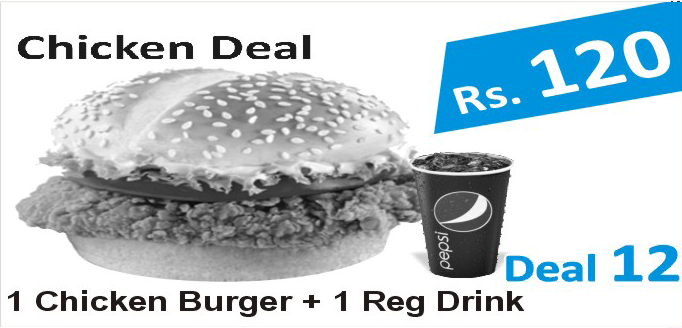 Chicken Deal
Rs. 120
pepsi
Deal 12
1 Chicken Burger + 1 Reg Drink